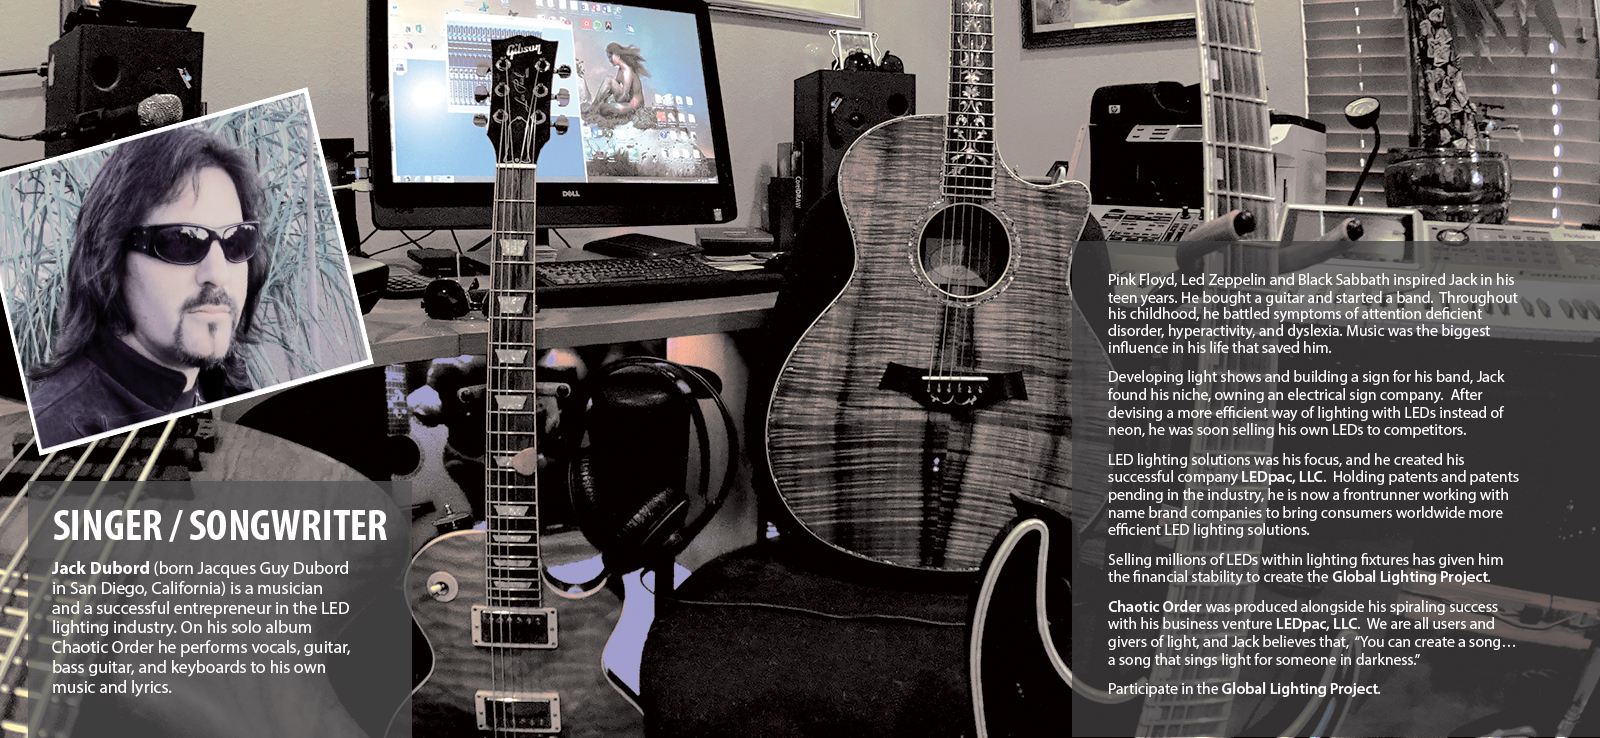 Gibson
DELL
CorelDRAW
hp
SINGER / SONGWRITER
Jack Dubord (born Jacques Guy Dubord
in San Diego, California) is a musician
and a successful entrepreneur in the LED
lighting industry. On his solo album
Chaotic Order he performs vocals, guitar,
bass guitar, and keyboards to his own
music and lyrics.
Pink Floyd, Led Zeppelin and Black Sabbath inspired Jack in his
teen years. He bought a guitar and started a band.  Throughout
his childhood, he battled symptoms of attention deficient
disorder, hyperactivity, and dyslexia. Music was the biggest
influence in his life that saved him.
Developing light shows and building a sign for his band, Jack
found his niche, owning an electrical sign company.  After
devising a more efficient way of lighting with LEDs instead of
neon, he was soon selling his own LEDs to competitors.
LED lighting solutions was his focus, and he created his
successful company LEDpac, LLC.  Holding patents and patents
pending in the industry, he is now a frontrunner working with
name brand companies to bring consumers worldwide more
efficient LED lighting solutions.
Selling millions of LEDs within lighting fixtures has given him
the financial stability to create the Global Lighting Project.
Chaotic Order was produced alongside his spiraling success
with his business venture LEDpac, LLC.  We are all users and
givers of light, and Jack believes that,  “You can create a song…
a song that sings light for someone in darkness.”
Participate in the Global Lighting Project.